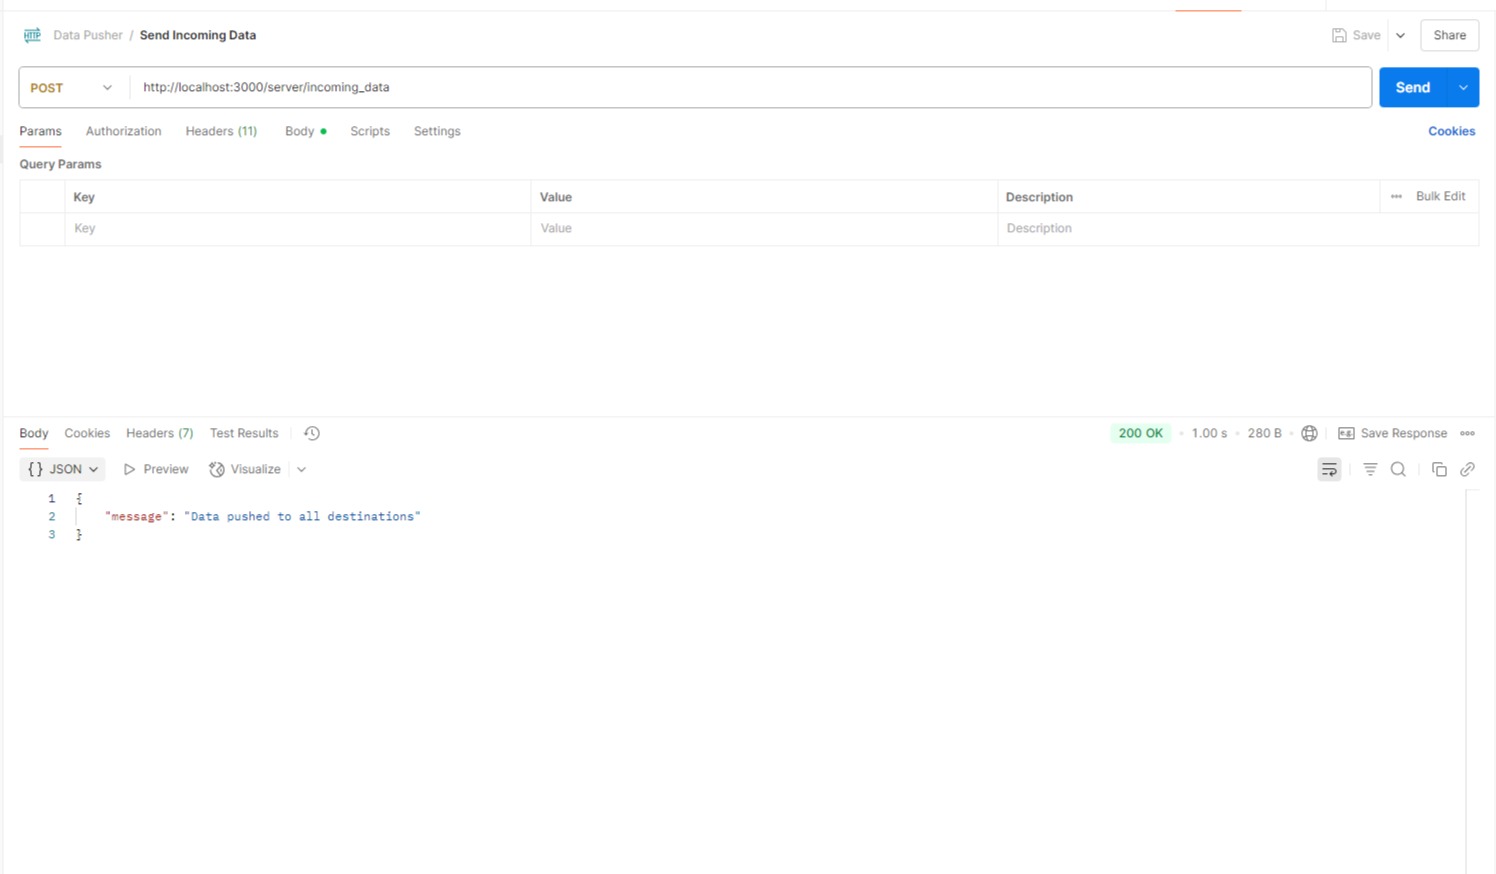 HTTP Data Pusher / Send Incoming Data Save Share
POST http://localhost:3000/server/incoming_data Send
Params Authorization Headers (11) Body Scripts Settings Cookies
Query Params
Key Value Description Bulk Edit
Key Value Description
Body Cookies Headers (7) Test Results 200 OK 1.00 s 280 B e.g. Save Response
{} JSON Preview Visualize
1 {
2 "message": "Data pushed to all destinations"
3 }